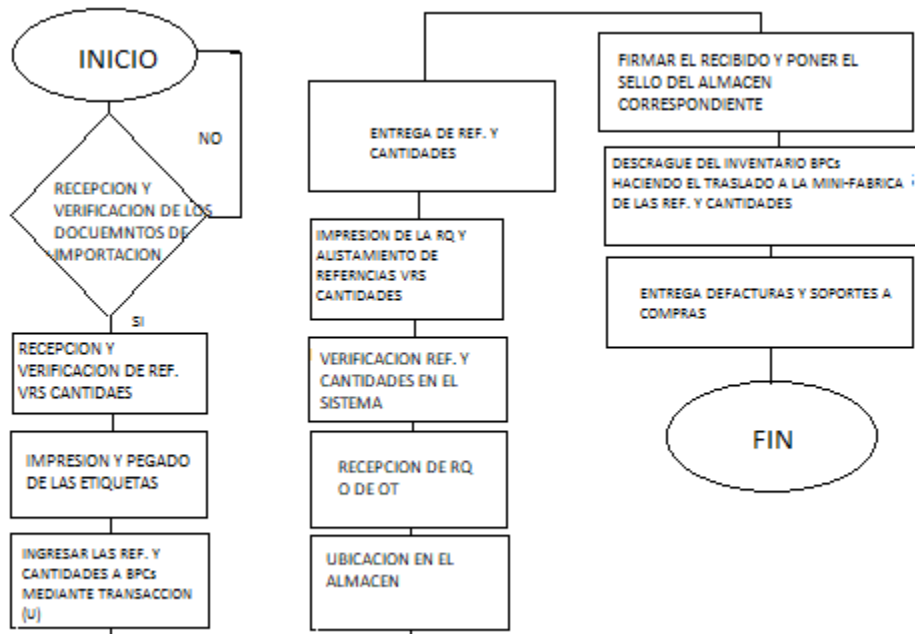 INICIO
NO
RECEPCION Y
VERIFICACION DE LOS
DOCUEMNTOS DE
IMPORTACION
SI
RECEPCION Y
VERIFICACION DE REF.
VRS CANTIDAES
IMPRESION Y PEGADO
DE LAS ETIQUETAS
INGRESAR LAS REF. Y
CANTIDADES A BPCs
MEDIANTE TRANSACCION
(U)
ENTREGA DE REF. Y
CANTIDADES
IMPRESION DE LA RQ Y
ALISTAMIENTO DE
REFERNCIAS VRS
CANTIDADES
VERIFICACION REF. Y
CANTIDADES EN EL
SISTEMA
RECEPCION DE RQ
O DE OT
UBICACION EN EL
ALMACEN
FIRMAR EL RECIBIDO Y PONER EL
SELLO DEL ALMACEN
CORRESPONDIENTE
DESCRAGUE DEL INVENTARIO BPCs
HACIENDO EL TRASLADO A LA MINI-FABRICA
DE LAS REF. Y CANTIDADES
ENTREGA DEFACTURAS Y SOPORTES A
COMPRAS
FIN